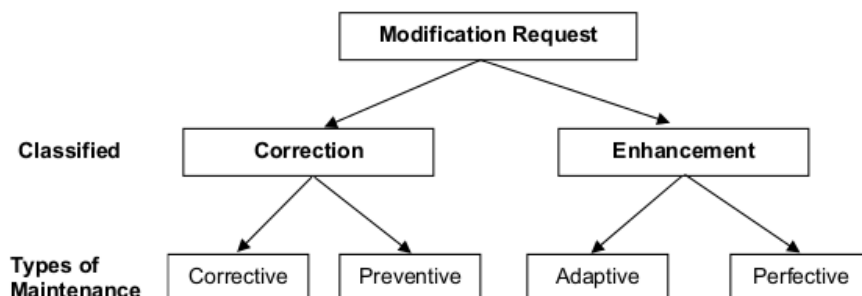 Modification Request
Classified
Correction
Enhancement
Types of
Maintenance
Corrective
Preventive
Adaptive
Perfective